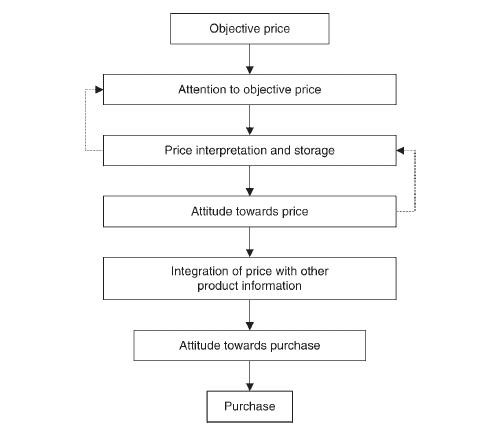 Objective price
Attention to objective price
Price interpretation and storage
Attitude towards price
Integration of price with other
product information
Attitude towards purchase
Purchase